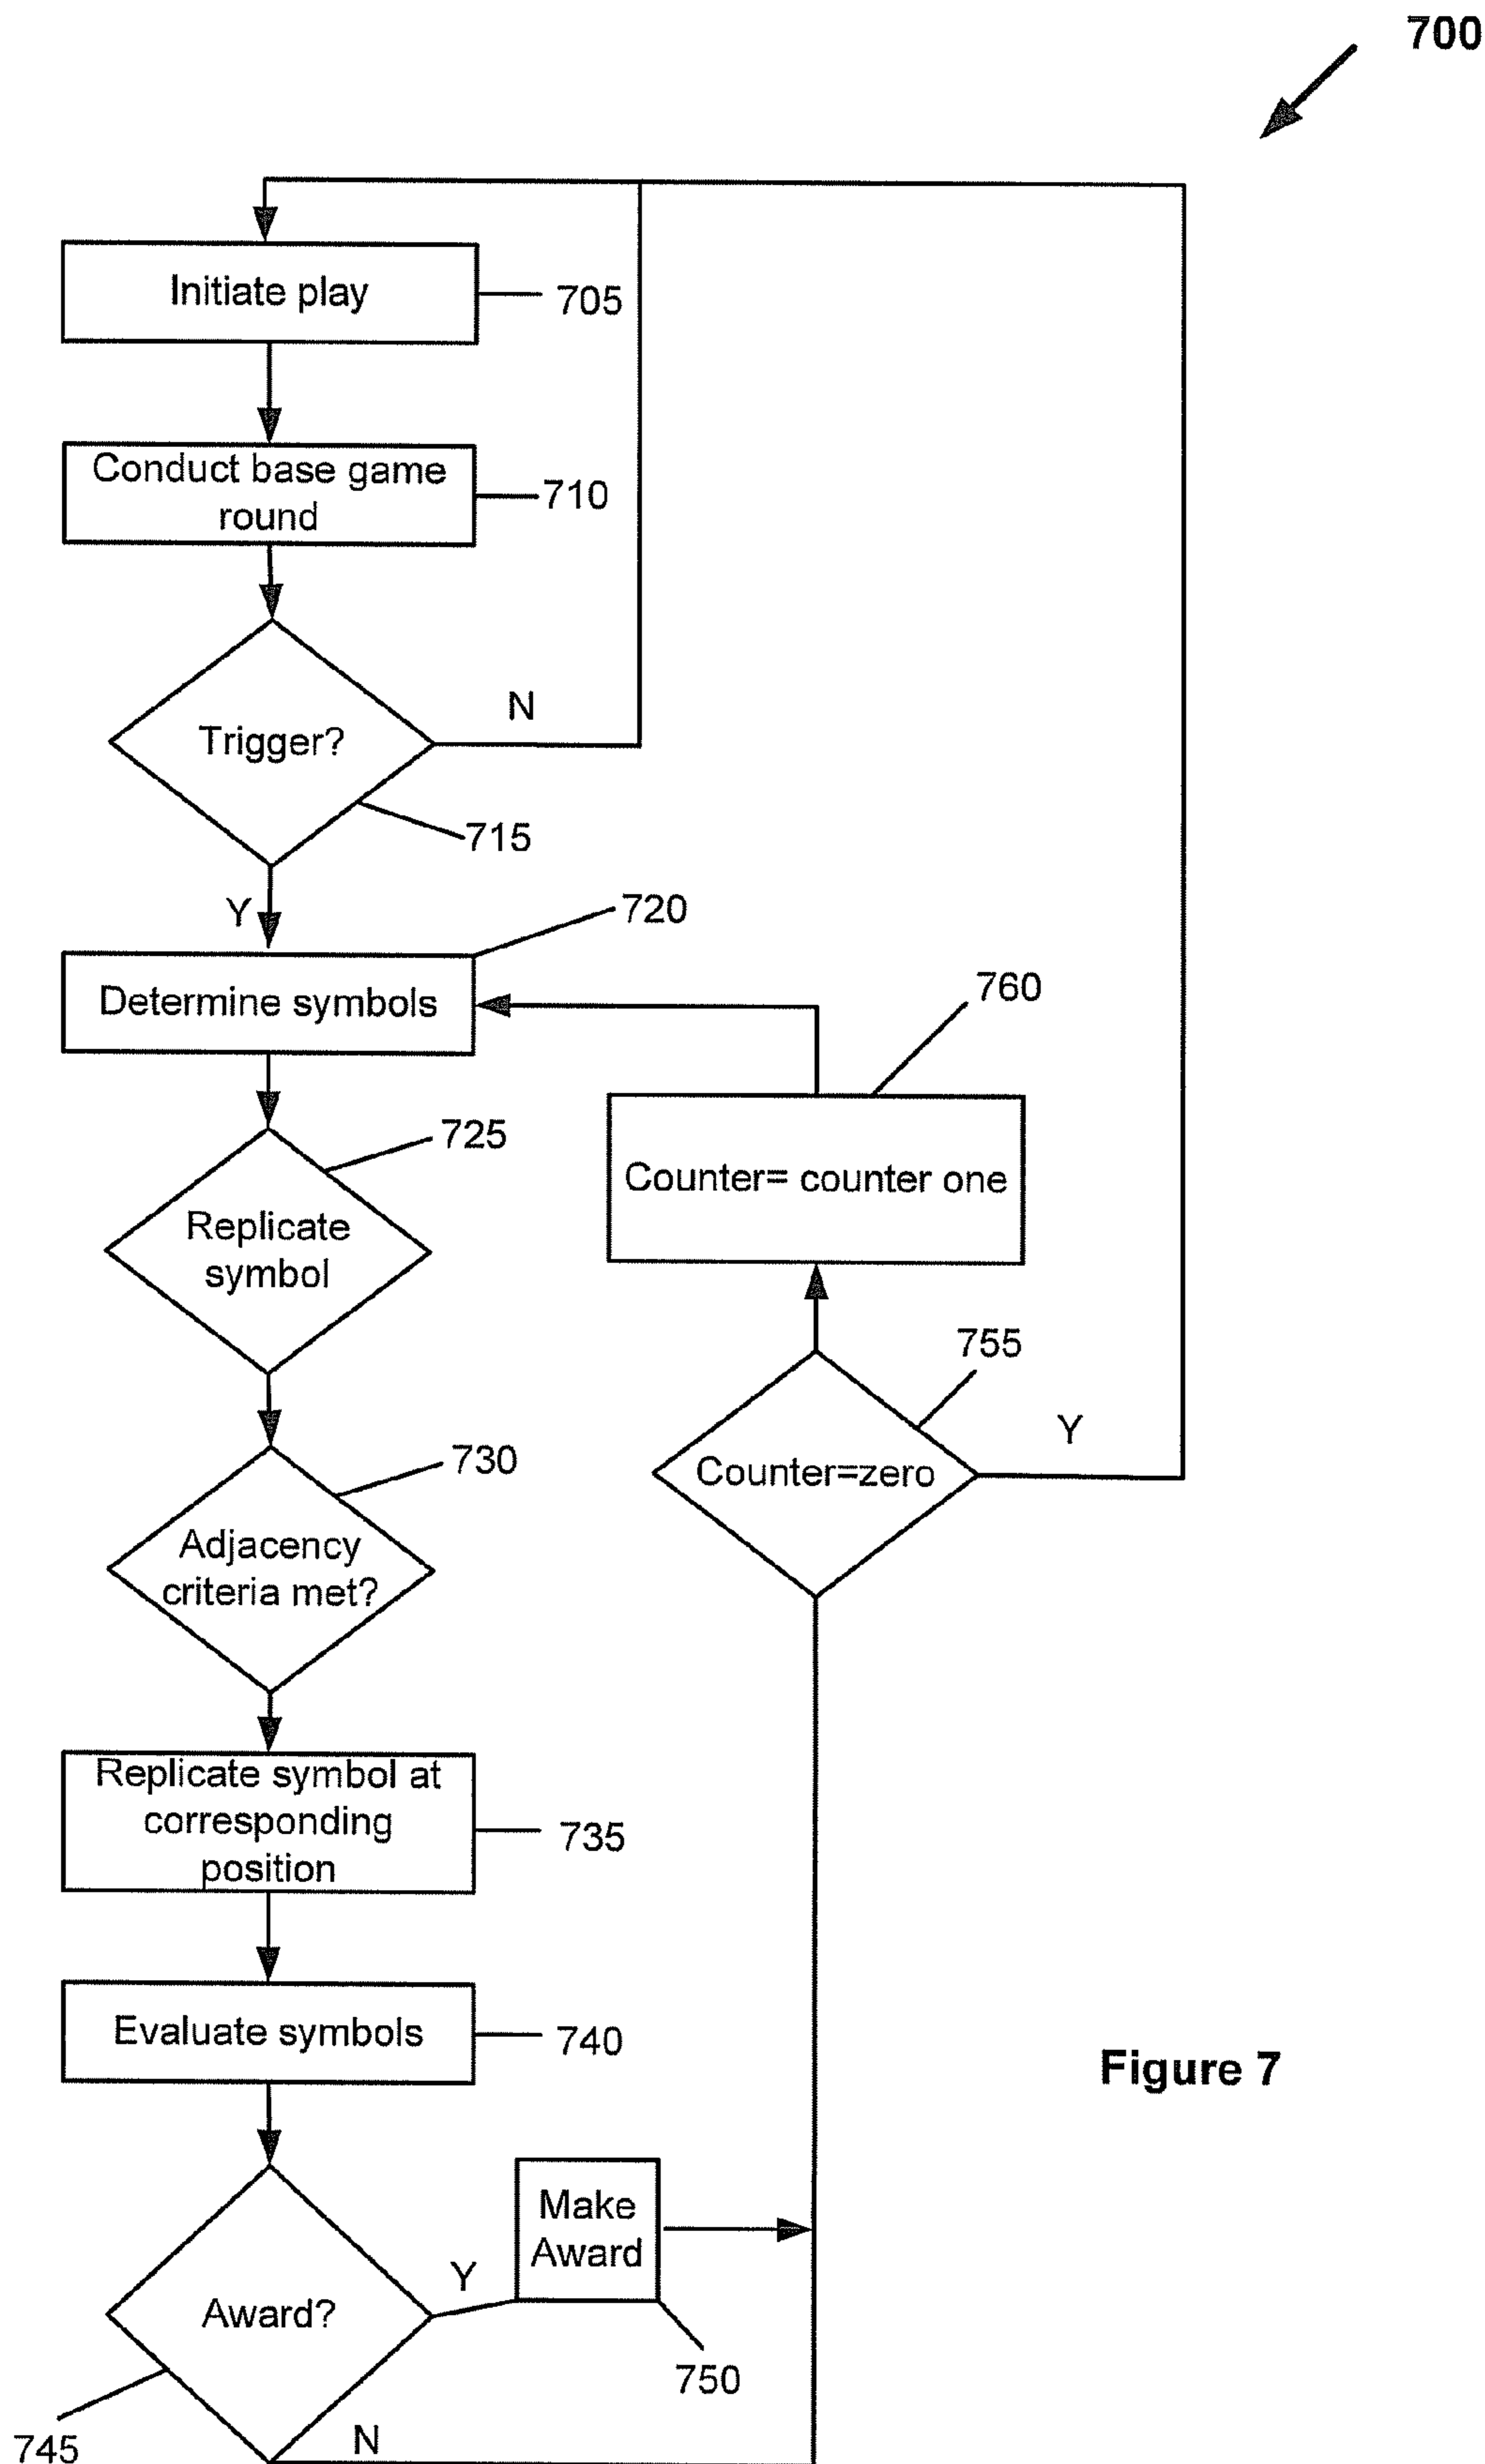 700
Initiate play
705
Conduct base game
round
710
Trigger?
N
715
Y
720
Determine symbols
760
725
Counter= counter one
Replicate
symbol
755
730
Y
Counter=zero
Adjacency
criteria met?
Replicate symbol at
corresponding
position
735
Evaluate symbols
740
Figure 7
Make
Award
Y
Award?
750
745
N